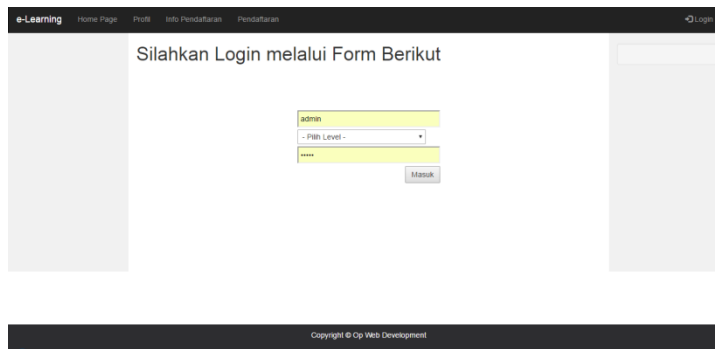 e-Learning Home Page Profil Info Pendaftaran Pendaftaran Login
Silahkan Login melalui Form Berikut
admin
- Pilih Level -
•••••
Masuk
Copyright © Op Web Development